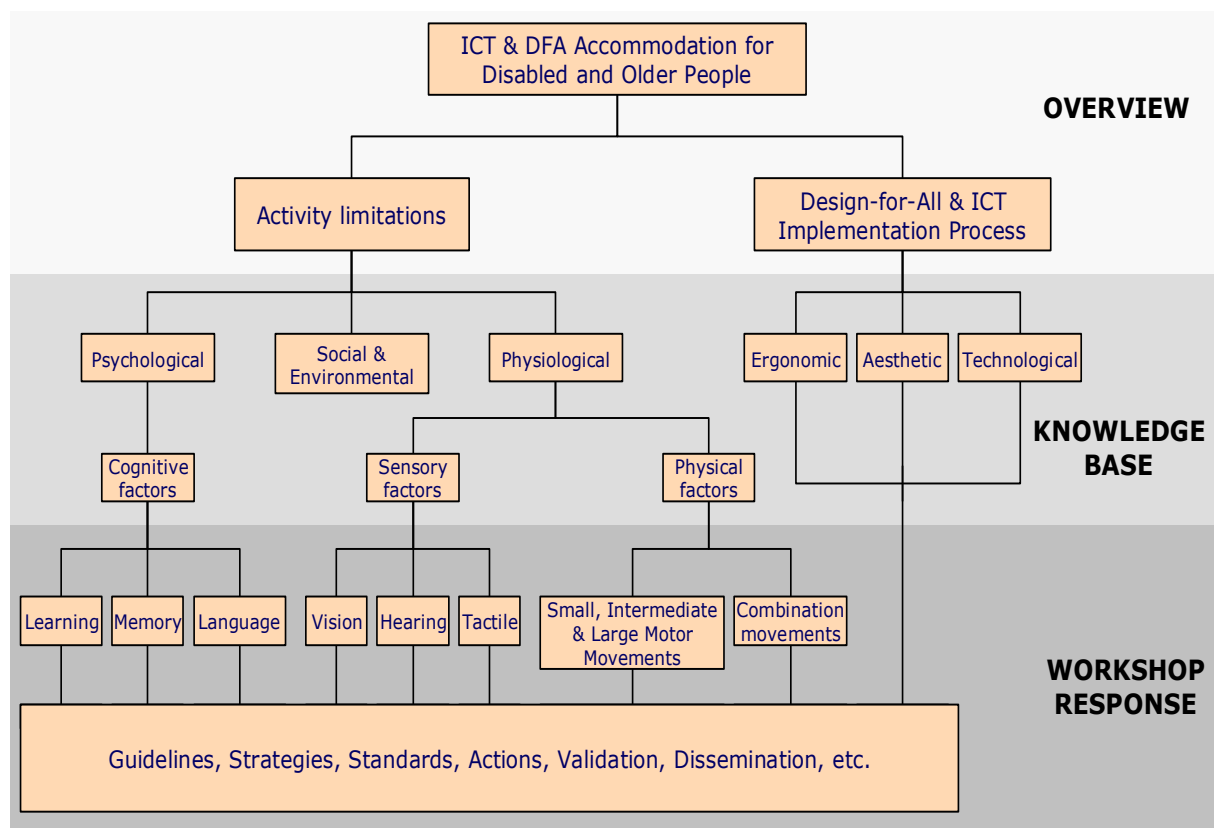 ICT & DFA Accommodation for
Disabled and Older People
OVERVIEW
Activity limitations
Design-for-All & ICT
Implementation Process
Psychological
Social &
Environmental
Physiological
Ergonomic
Aesthetic
Technological
KNOWLEDGE
BASE
Cognitive
factors
Sensory
factors
Physical
factors
Learning
Memory
Language
Vision
Hearing
Tactile
Small, Intermediate
& Large Motor
Movements
Combination
movements
WORKSHOP
RESPONSE
Guidelines, Strategies, Standards, Actions, Validation, Dissemination, etc.